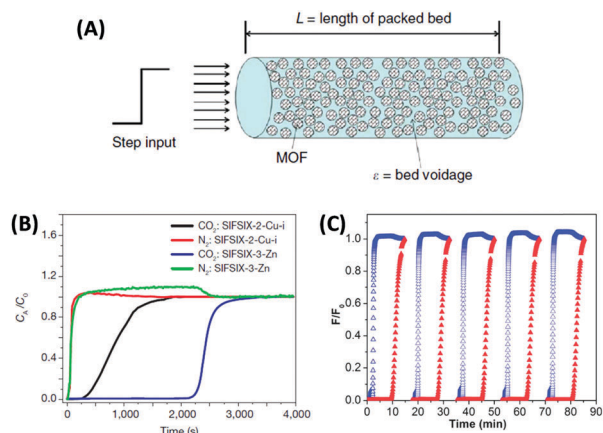 (A)
L = length of packed bed
Step input
MOF
ε = bed voidage
(B)
CO2: SIFSIX-2-Cu-i
N2: SIFSIX-2-Cu-i
CO2: SIFSIX-3-Zn
N2: SIFSIX-3-Zn
CA/C0
1.6
1.2
0.8
0.4
0.0
0 1,000 2,000 3,000 4,000
Time (s)
(C)
F/F0
1.0
0.8
0.6
0.4
0.2
0.0
0 10 20 30 40 50 60 70 80 90
Time (min)